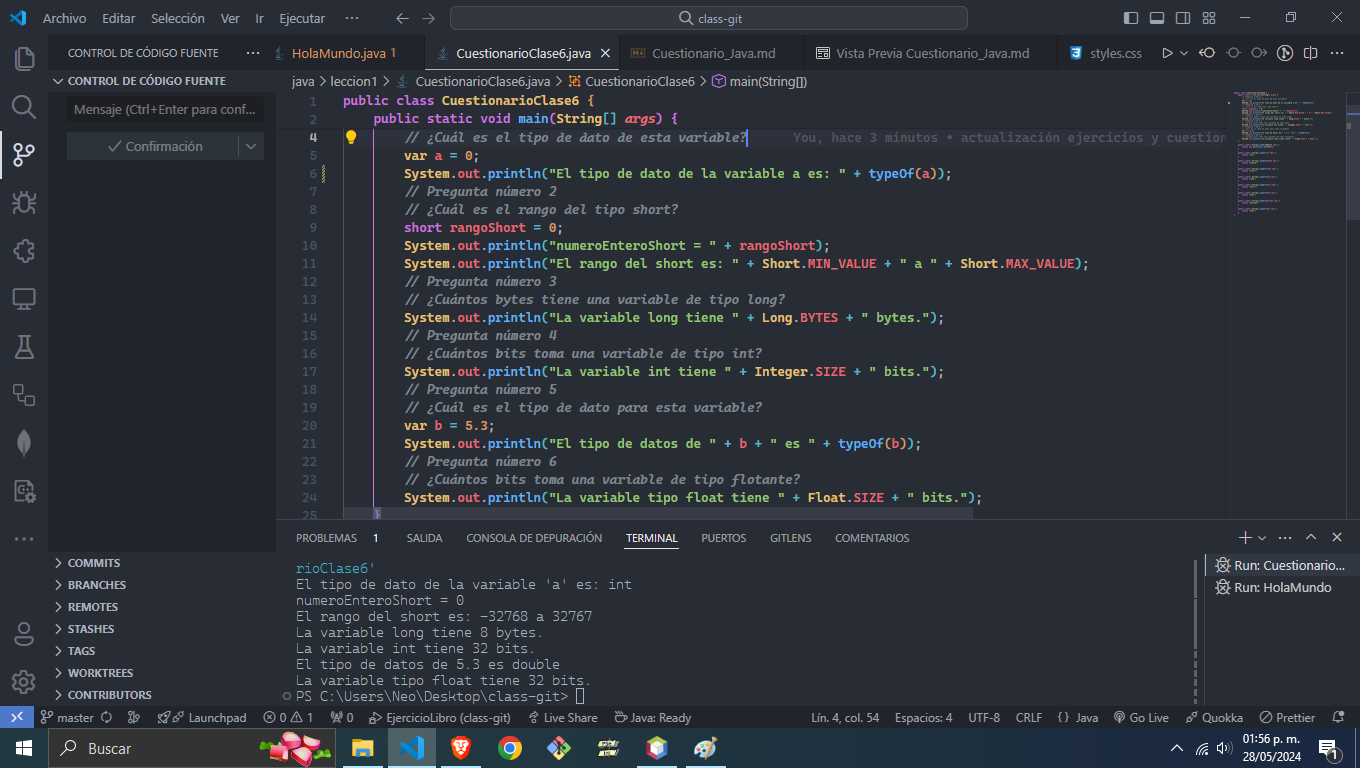 Archivo Editar Selección Ver Ir Ejecutar ··· class-git
CONTROL DE CÓDIGO FUENTE ··· HolaMundo.java 1 CuestionarioClase6.java Cuestionario_Java.md Vista Previa Cuestionario_Java.md styles.css
CONTROL DE CÓDIGO FUENTE
java > leccion1 > CuestionarioClase6.java > CuestionarioClase6 > main(String[])
Mensaje (Ctrl+Enter para conf...
Confirmación
1 public class CuestionarioClase6 {
2 public static void main(String[] args) {
4 // ¿Cuál es el tipo de dato de esta variable? You, hace 3 minutos • actualización ejercicios y cuestion
5 var a = 0;
6 System.out.println("El tipo de dato de la variable a es: " + typeOf(a));
7 // Pregunta número 2
8 // ¿Cuál es el rango del tipo short?
9 short rangoShort = 0;
10 System.out.println("numeroEnteroShort = " + rangoShort);
11 System.out.println("El rango del short es: " + Short.MIN_VALUE + " a " + Short.MAX_VALUE);
12 // Pregunta número 3
13 // ¿Cuántos bytes tiene una variable de tipo long?
14 System.out.println("La variable long tiene " + Long.BYTES + " bytes.");
15 // Pregunta número 4
16 // ¿Cuántos bits toma una variable de tipo int?
17 System.out.println("La variable int tiene " + Integer.SIZE + " bits.");
18 // Pregunta número 5
19 // ¿Cuál es el tipo de dato para esta variable?
20 var b = 5.3;
21 System.out.println("El tipo de datos de " + b + " es " + typeOf(b));
22 // Pregunta número 6
23 // ¿Cuántos bits toma una variable de tipo flotante?
24 System.out.println("La variable tipo float tiene " + Float.SIZE + " bits.");
25 }
PROBLEMAS 1 SALIDA CONSOLA DE DEPURACIÓN TERMINAL PUERTOS GITLENS COMENTARIOS
COMMITS
BRANCHES
REMOTES
STASHES
TAGS
WORKTREES
CONTRIBUTORS
rioClase6'
El tipo de dato de la variable 'a' es: int
numeroEnteroShort = 0
El rango del short es: -32768 a 32767
La variable long tiene 8 bytes.
La variable int tiene 32 bits.
El tipo de datos de 5.3 es double
La variable tipo float tiene 32 bits.
PS C:\Users\Neo\Desktop\class-git>
Run: Cuestionario...
Run: HolaMundo
master Launchpad 0 1 0 EjercicioLibro (class-git) Live Share Java: Ready Lín. 4, col. 54 Espacios: 4 UTF-8 CRLF {} Java Go Live Quokka Prettier
Buscar
01:56 p. m.
28/05/2024
1